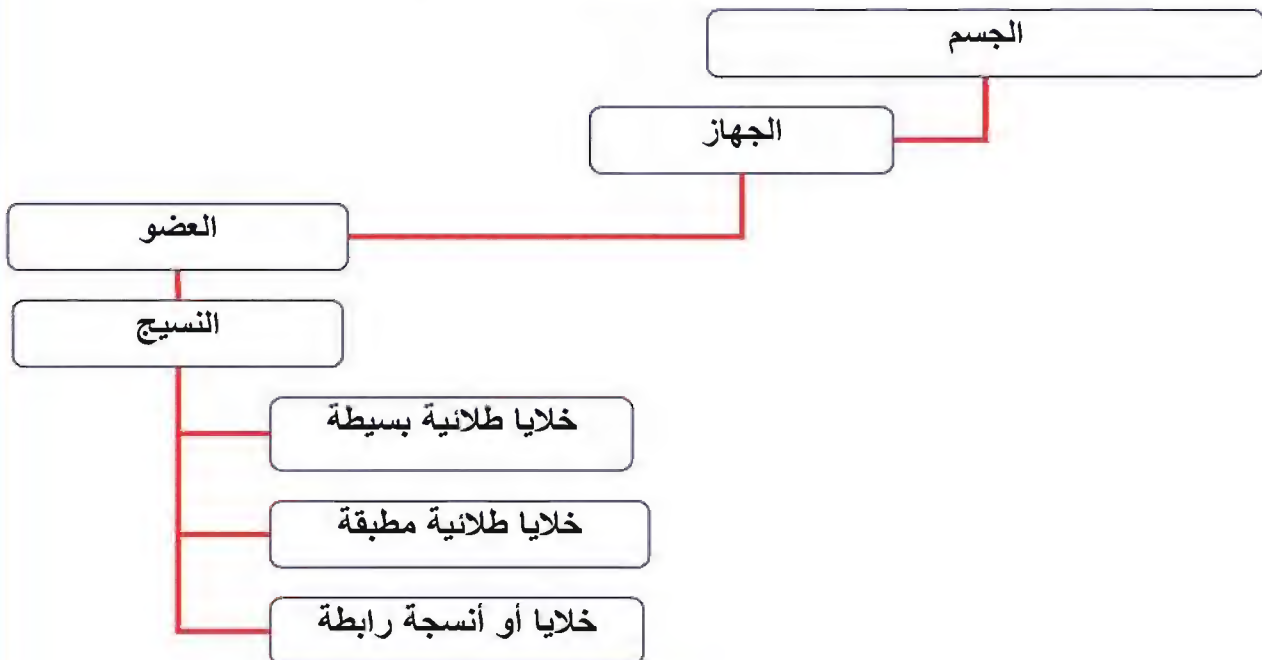 الجسم
الجهاز
العضو
النسيج
خلايا طلائية بسيطة
خلايا طلائية مطبقة
خلايا أو أنسجة رابطة